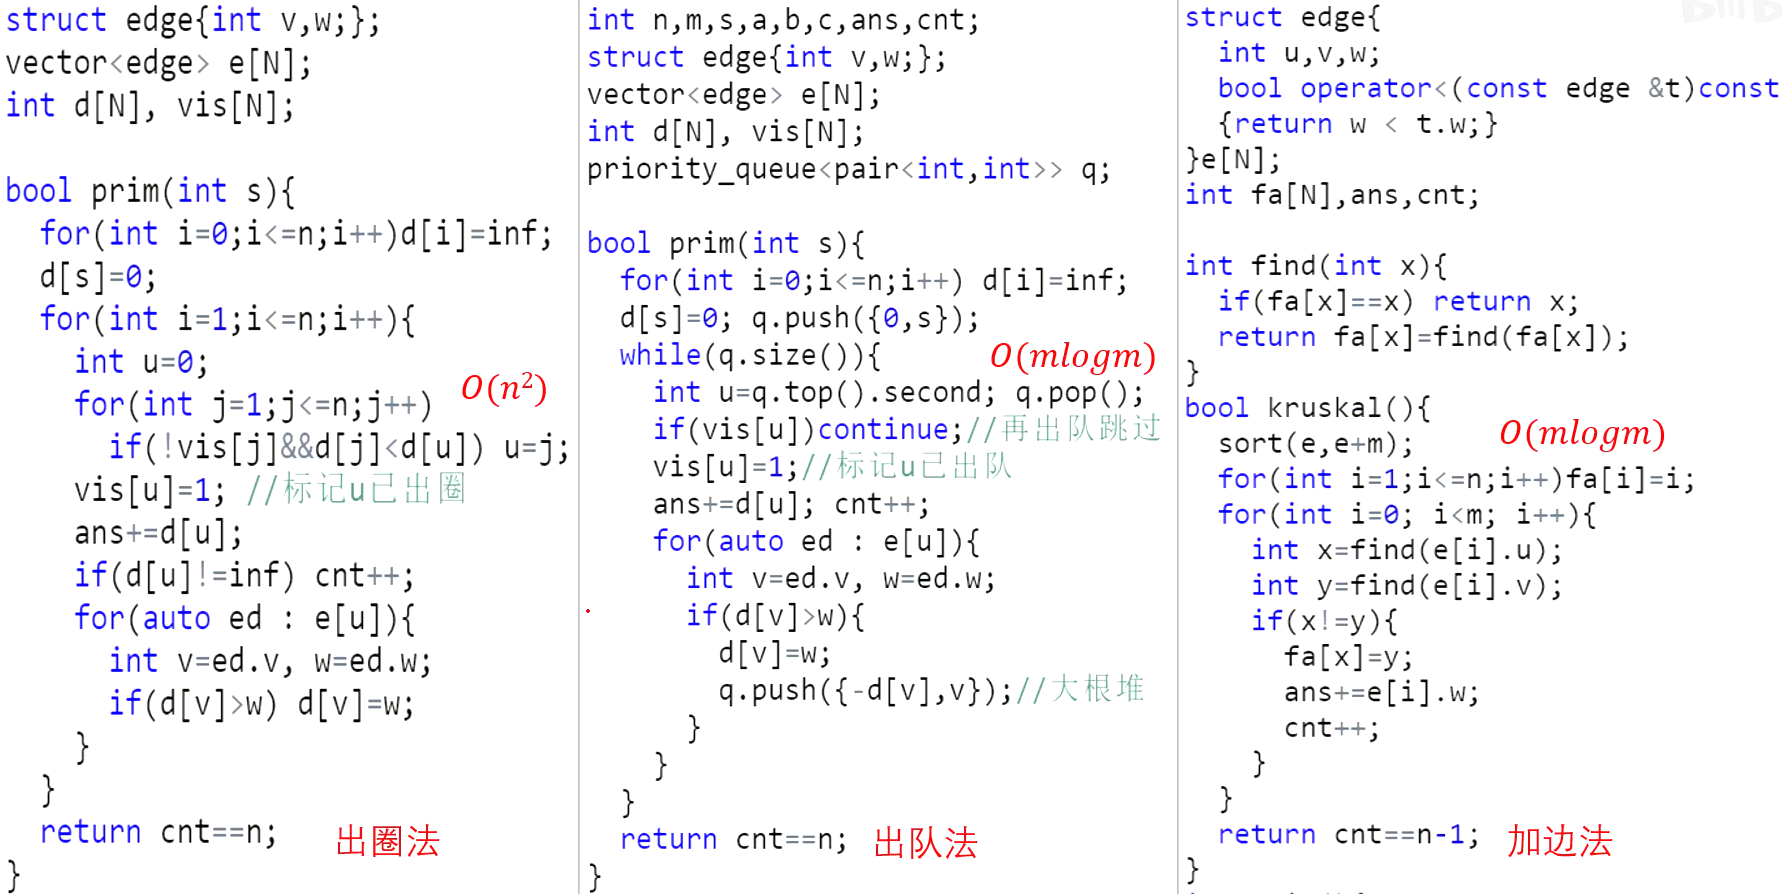 struct edge{int v,w;};
vector<edge> e[N];
int d[N], vis[N];
bool prim(int s){
for(int i=0;i<=n;i++)d[i]=inf;
d[s]=0;
for(int i=1;i<=n;i++){
int u=0;
for(int j=1;j<=n;j++)
if(!vis[j]&&d[j]<d[u]) u=j;
vis[u]=1; //标记u已出圈
ans+=d[u];
if(d[u]!=inf) cnt++;
for(auto ed : e[u]){
int v=ed.v, w=ed.w;
if(d[v]>w) d[v]=w;
}
}
return cnt==n;
}
O(n²)
出圈法
int n,m,s,a,b,c,ans,cnt;
struct edge{int v,w;};
vector<edge> e[N];
int d[N], vis[N];
priority_queue<pair<int,int>> q;
bool prim(int s){
for(int i=0;i<=n;i++) d[i]=inf;
d[s]=0; q.push({0,s});
while(q.size()){
int u=q.top().second; q.pop();
if(vis[u])continue;//再出队跳过
vis[u]=1;//标记u已出队
ans+=d[u]; cnt++;
for(auto ed : e[u]){
int v=ed.v, w=ed.w;
if(d[v]>w){
d[v]=w;
q.push({-d[v],v});//大根堆
}
}
}
return cnt==n;
}
O(mlogm)
出队法
struct edge{
int u,v,w;
bool operator<(const edge &t)const
{return w < t.w;}
}e[N];
int fa[N],ans,cnt;
int find(int x){
if(fa[x]==x) return x;
return fa[x]=find(fa[x]);
}
bool kruskal(){
sort(e,e+m);
for(int i=1;i<=n;i++)fa[i]=i;
for(int i=0; i<m; i++){
int x=find(e[i].u);
int y=find(e[i].v);
if(x!=y){
fa[x]=y;
ans+=e[i].w;
cnt++;
}
}
return cnt==n-1;
}
O(mlogm)
加边法